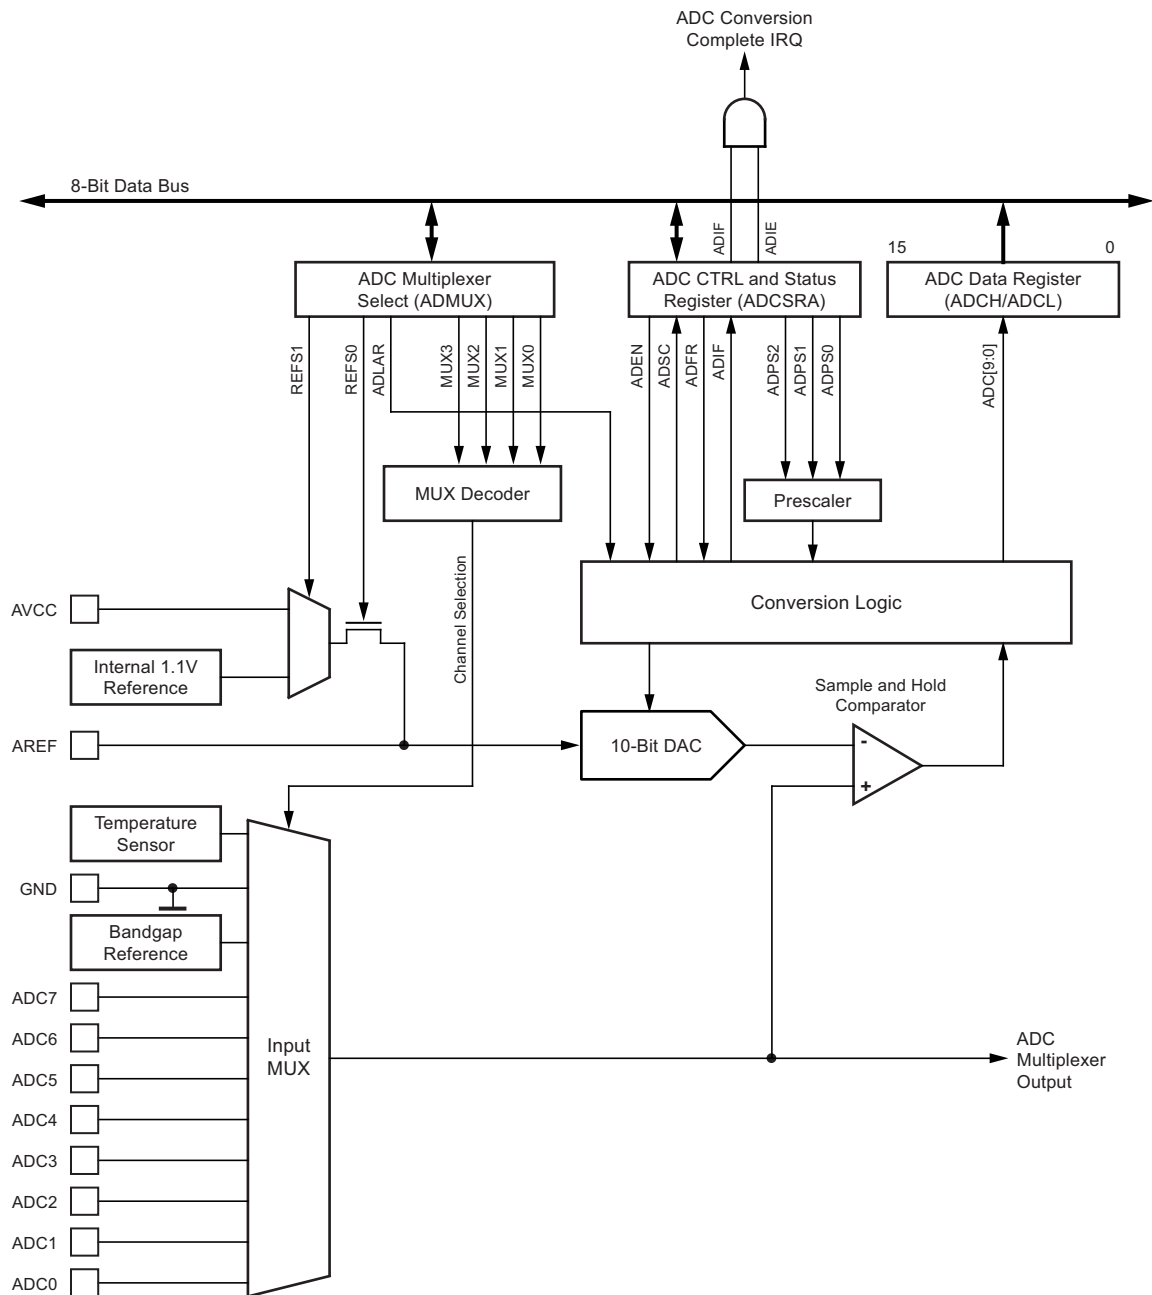 ADC Conversion
Complete IRQ
8-Bit Data Bus
ADIF
ADIE
15
0
ADC Multiplexer
Select (ADMUX)
ADC CTRL and Status
Register (ADCSRA)
ADC Data Register
(ADCH/ADCL)
REFS1
REFS0
ADLAR
MUX3
MUX2
MUX1
MUX0
ADEN
ADSC
ADFR
ADIF
ADPS2
ADPS1
ADPS0
ADC[9:0]
MUX Decoder
Prescaler
Channel Selection
Conversion Logic
AVCC
Internal 1.1V
Reference
Sample and Hold
Comparator
AREF
10-Bit DAC
-
+
Temperature
Sensor
GND
Bandgap
Reference
ADC7
ADC6
ADC5
ADC4
ADC3
ADC2
ADC1
ADC0
Input
MUX
ADC
Multiplexer
Output